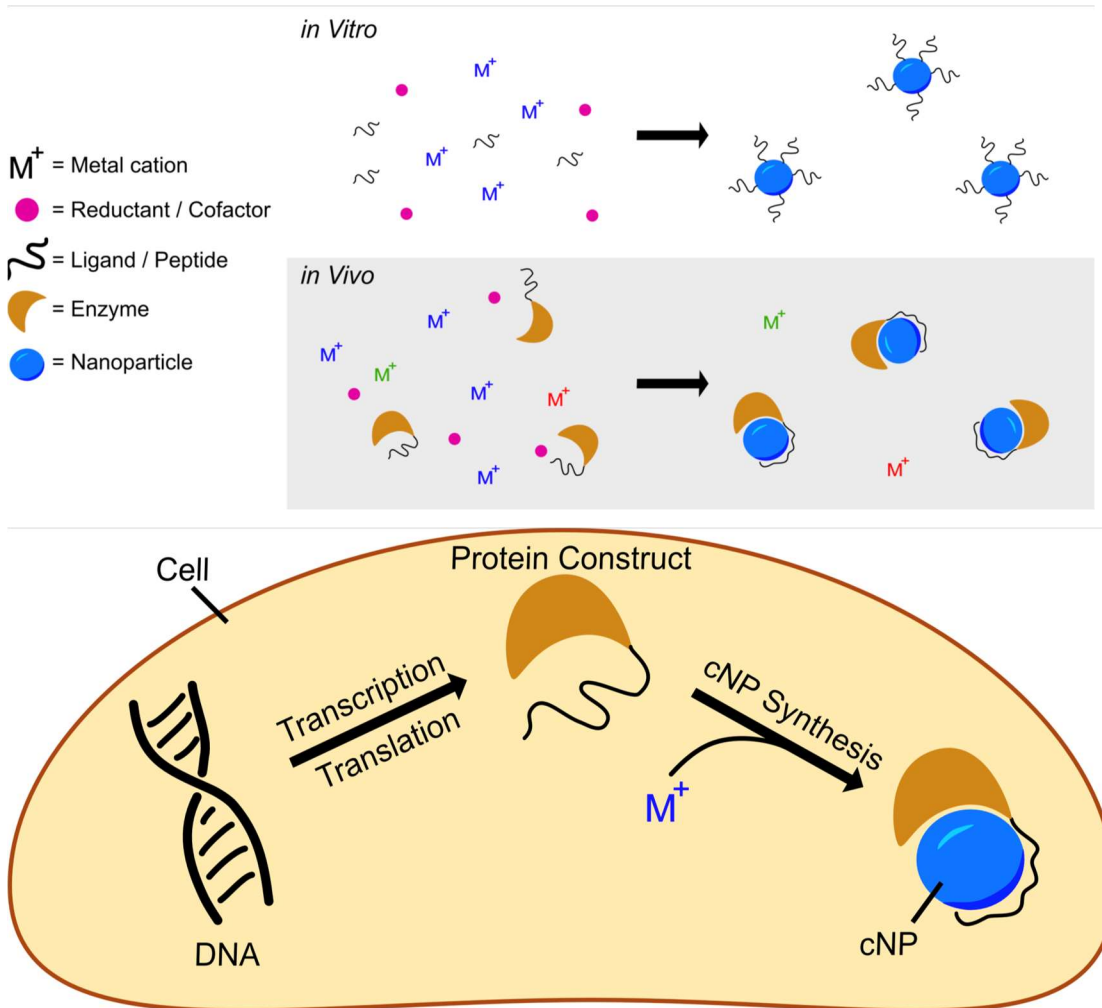 in Vitro
M+
M+
M+
M+
M+ = Metal cation
= Reductant / Cofactor
= Ligand / Peptide
= Enzyme
= Nanoparticle
in Vivo
M+
M+
M+
M+
M+
M+
M+
M+
Protein Construct
Cell
Transcription
Translation
cNP Synthesis
M+
DNA
cNP